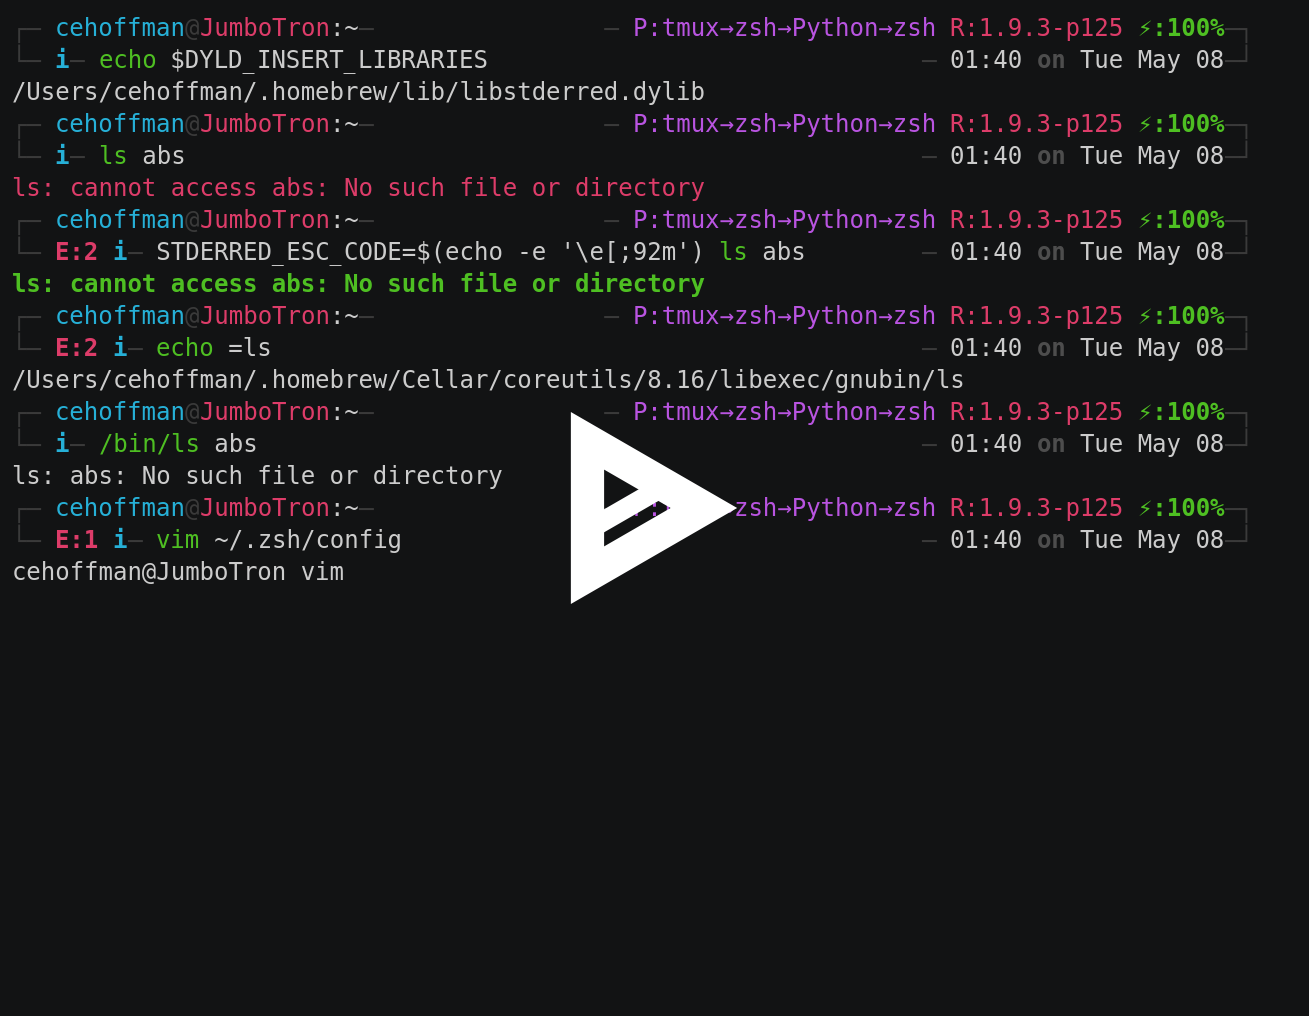 ┌─ cehoffman@JumboTron:~─ ─ P:tmux→zsh→Python→zsh R:1.9.3-p125 ⚡:100%─┐
└─ i─ echo $DYLD_INSERT_LIBRARIES ─ 01:40 on Tue May 08─┘
/Users/cehoffman/.homebrew/lib/libstderred.dylib
┌─ cehoffman@JumboTron:~─ ─ P:tmux→zsh→Python→zsh R:1.9.3-p125 ⚡:100%─┐
└─ i─ ls abs ─ 01:40 on Tue May 08─┘
ls: cannot access abs: No such file or directory
┌─ cehoffman@JumboTron:~─ ─ P:tmux→zsh→Python→zsh R:1.9.3-p125 ⚡:100%─┐
└─ E:2 i─ STDERRED_ESC_CODE=$(echo -e '\e[;92m') ls abs ─ 01:40 on Tue May 08─┘
ls: cannot access abs: No such file or directory
┌─ cehoffman@JumboTron:~─ ─ P:tmux→zsh→Python→zsh R:1.9.3-p125 ⚡:100%─┐
└─ E:2 i─ echo =ls ─ 01:40 on Tue May 08─┘
/Users/cehoffman/.homebrew/Cellar/coreutils/8.16/libexec/gnubin/ls
┌─ cehoffman@JumboTron:~─ ─ P:tmux→zsh→Python→zsh R:1.9.3-p125 ⚡:100%─┐
└─ i─ /bin/ls abs ─ 01:40 on Tue May 08─┘
ls: abs: No such file or directory
┌─ cehoffman@JumboTron:~─ zsh→Python→zsh R:1.9.3-p125 ⚡:100%─┐
└─ E:1 i─ vim ~/.zsh/config ─ 01:40 on Tue May 08─┘
cehoffman@JumboTron vim